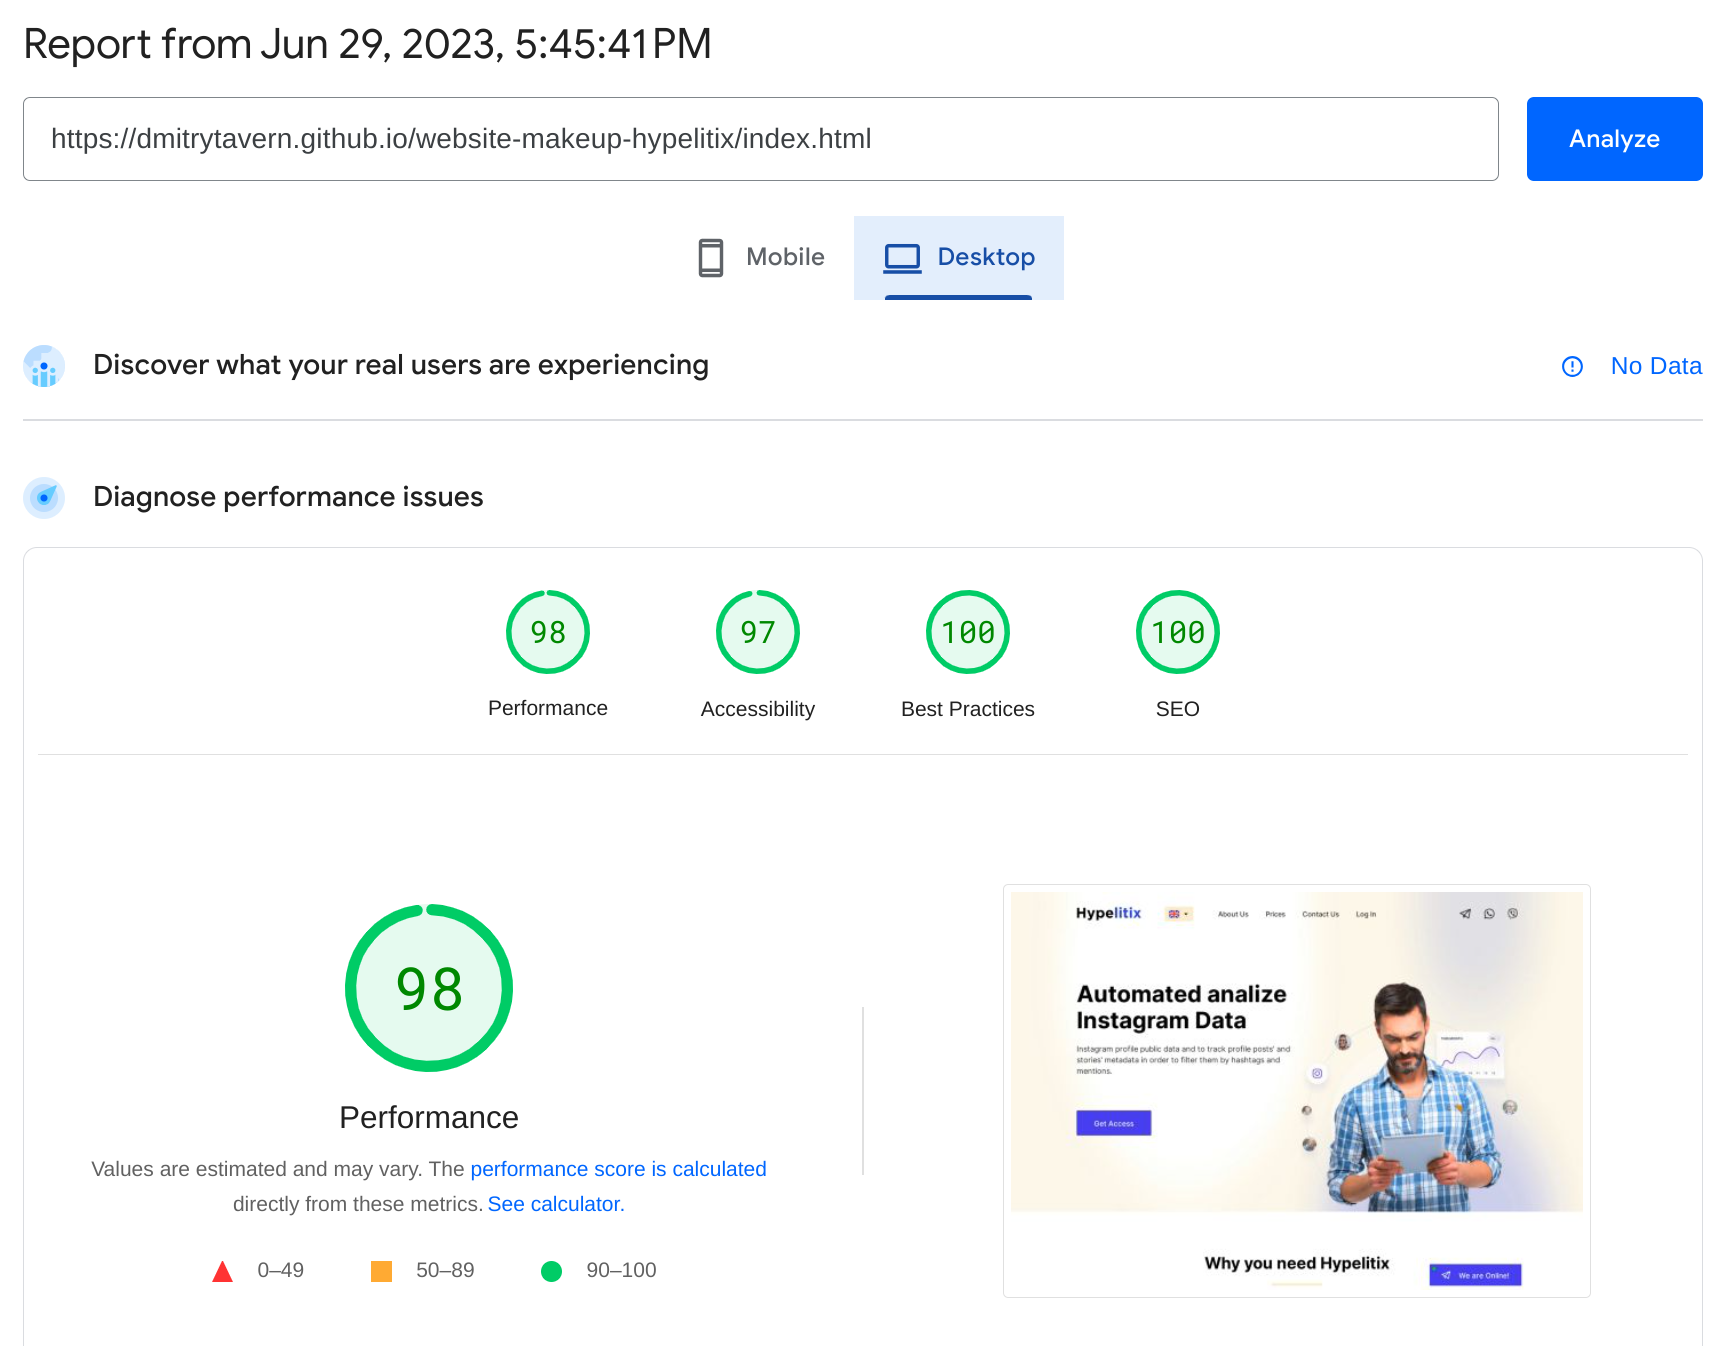 Report from Jun 29, 2023, 5:45:41 PM
https://dmitrytavern.github.io/website-makeup-hypelitix/index.html
Analyze
Mobile
Desktop
Discover what your real users are experiencing
No Data
Diagnose performance issues
98
97
100
100
Performance
Accessibility
Best Practices
SEO
98
Performance
Values are estimated and may vary. The performance score is calculated
directly from these metrics. See calculator.
0–49
50–89
90–100
Hypelitix
About Us
Prices
Contact Us
Log In
Automated analize
Instagram Data
Instagram profile public data and to track profile posts' and
stories' metadata in order to filter them by hashtags and
mentions.
Get Access
Why you need Hypelitix
We are Online!